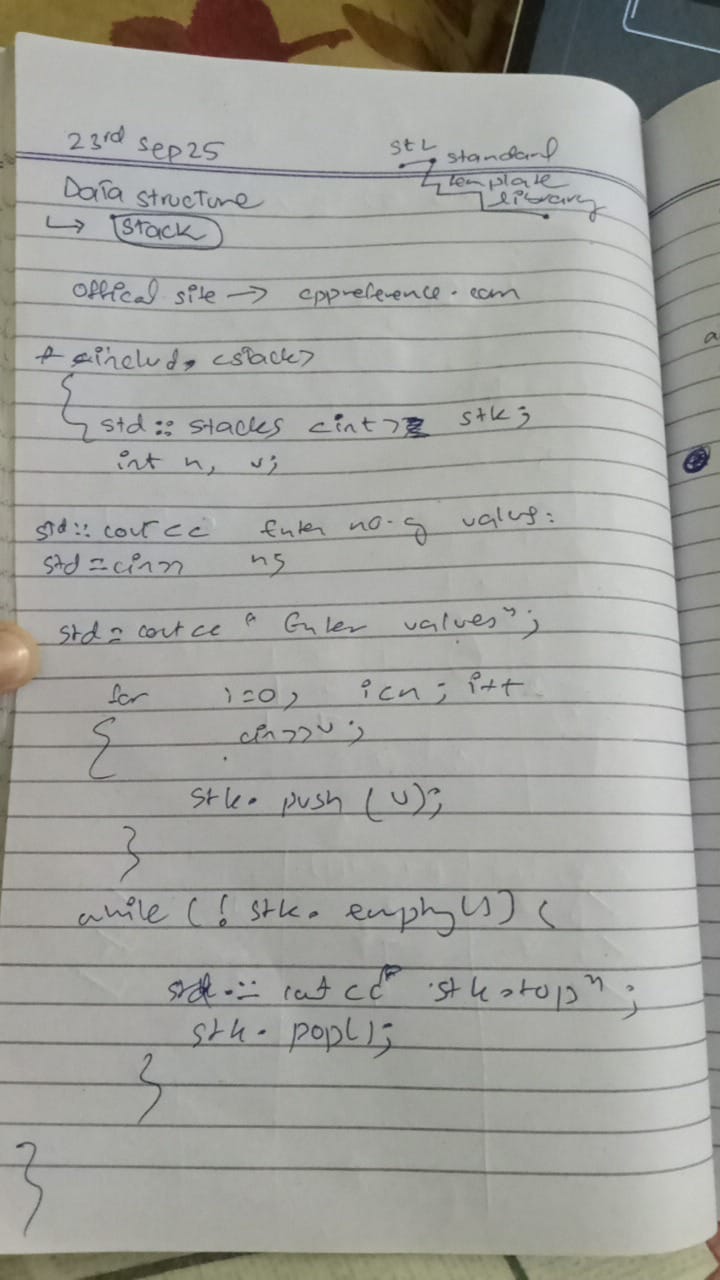 23rd Sep 25
STL
standard
template
library
Data structure
↳ Stack
offical site → cppreference.com
# include <stack>
{
std :: stacks <int> stk;
int n, v;
std :: cout << Enter no. of values:
std :: cin >> n;
std :: cout << " Enter values";
for i=0, i<n; i++
{ cin>>v;
stk. push (v);
}
while (! stk. empty()) {
std :: cout << " stk.top";
stk. pop();
}
}